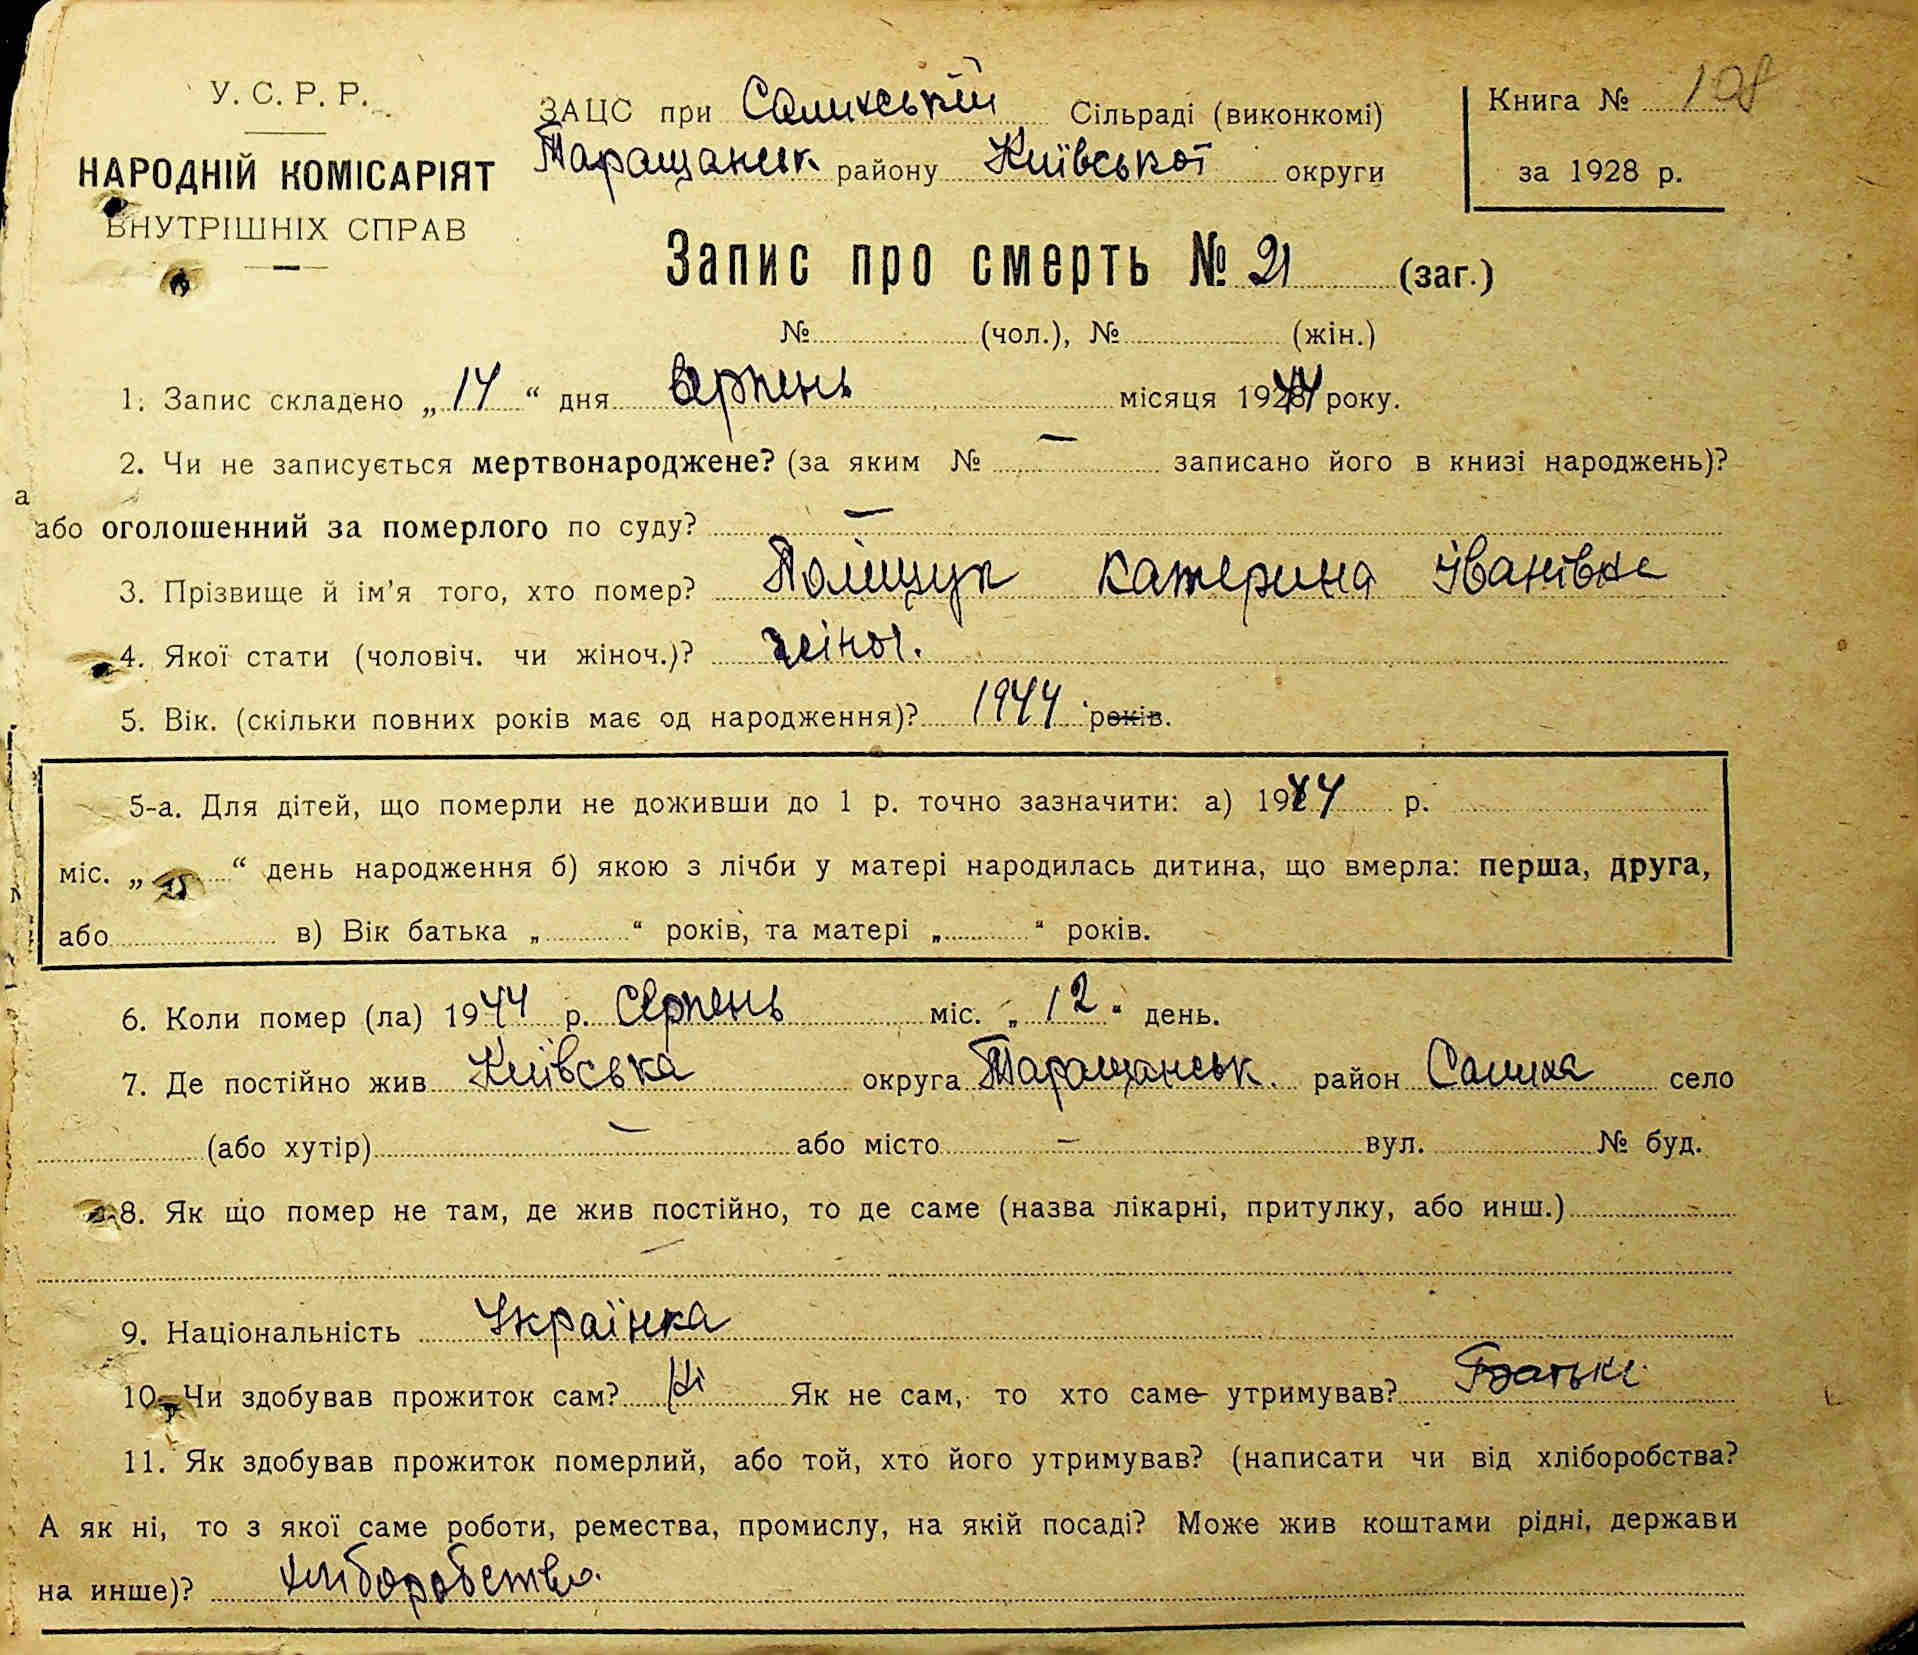 У. С. Р. Р.
НАРОДНІЙ КОМІСАРІЯТ
ВНУТРІШНІХ СПРАВ
ЗАЦС при Салиській Сільраді (виконкомі)
Таращанськ району Київської округи
Книга № 108
за 1928 р.
Запис про смерть № 21 (заг.)
№ (чол.), № (жін.)
1. Запис складено „ 14 “ дня Серпень місяця 1944 року.
2. Чи не записується мертвонароджене? (за яким № — записано його в книзі народжень)?
а
або оголошенний за померлого по суду? —
3. Прізвище й ім’я того, хто помер? Поліщук Катерина Іванівна
4. Якої стати (чоловіч. чи жіноч.)? жіноч.
5. Вік. (скільки повних років має од народження)? 1944 років.
5-а. Для дітей, що померли не доживши до 1 р. точно зазначити: а) 1944 р.
міс. „ “ день народження б) якою з лічби у матері народилась дитина, що вмерла: перша, друга,
або в) Вік батька „ “ років, та матері „ “ років.
6. Коли помер (ла) 1944 р. Серпень міс. „ 12 “ день.
7. Де постійно жив Київська округа Таращанськ. район Салиха село
(або хутір) — або місто — вул. № буд.
8. Як що помер не там, де жив постійно, то де саме (назва лікарні, притулку, або инш.)
—
9. Національність Українка
10. Чи здобував прожиток сам? Ні Як не сам, то хто саме утримував? Батьки
11. Як здобував прожиток померлий, або той, хто його утримував? (написати чи від хліборобства?
А як ні, то з якої саме роботи, ремества, промислу, на якій посаді? Може жив коштами рідні, держави
на инше)? хліборобство.